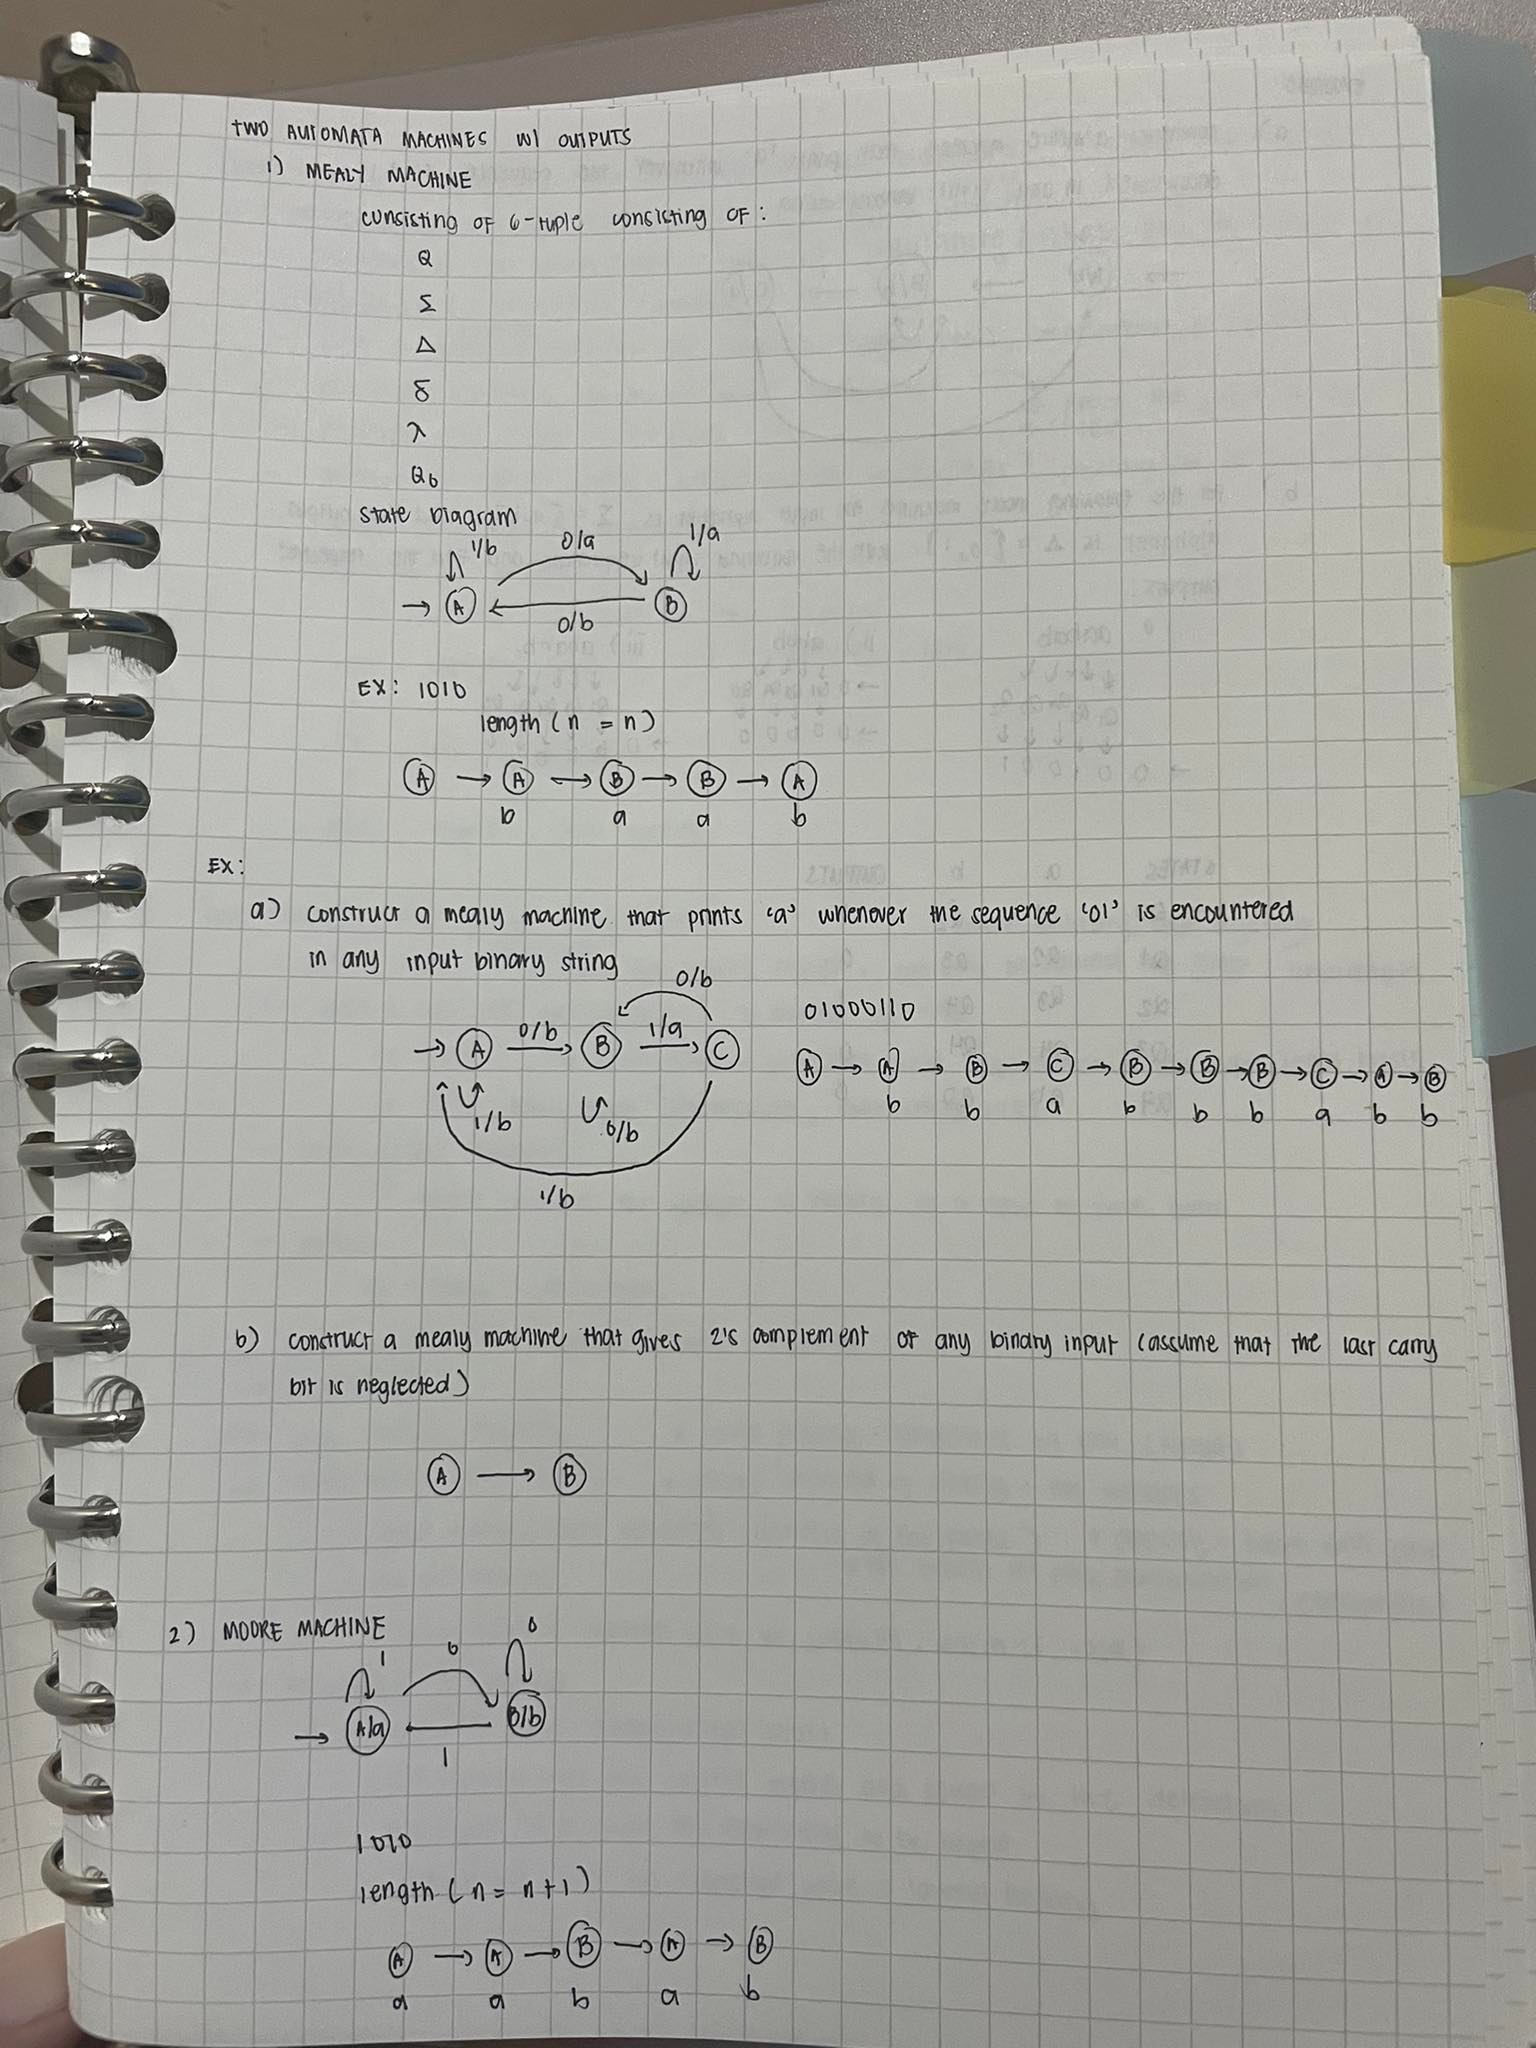 TWO AUTOMATA MACHINES W/ OUTPUTS
1) MEALY MACHINE
consisting of 6-tuple consisting of :
Q
Σ
Δ
δ
λ
Q0
state diagram
1/b 0/a 1/a
→ A B
0/b
EX: 1010
length (n = n)
A → A → B → B → A
b a a b
EX:
a) construct a mealy machine that prints 'a' whenever the sequence '01' is encountered
in any input binary string
0/b
01000110
→ A 0/b → B 1/a → C
A → A → B → C → B → B → B → C → A → B
1/b 0/b
b b a b b b a b b
1/b
b) construct a mealy machine that gives 2's complement of any binary input (assume that the last carry
bit is neglected)
A → B
2) MOORE MACHINE
1 0 0
→ A/a B/b
1
1010
length (n = n+1)
A → A → B → A → B
a a b a b